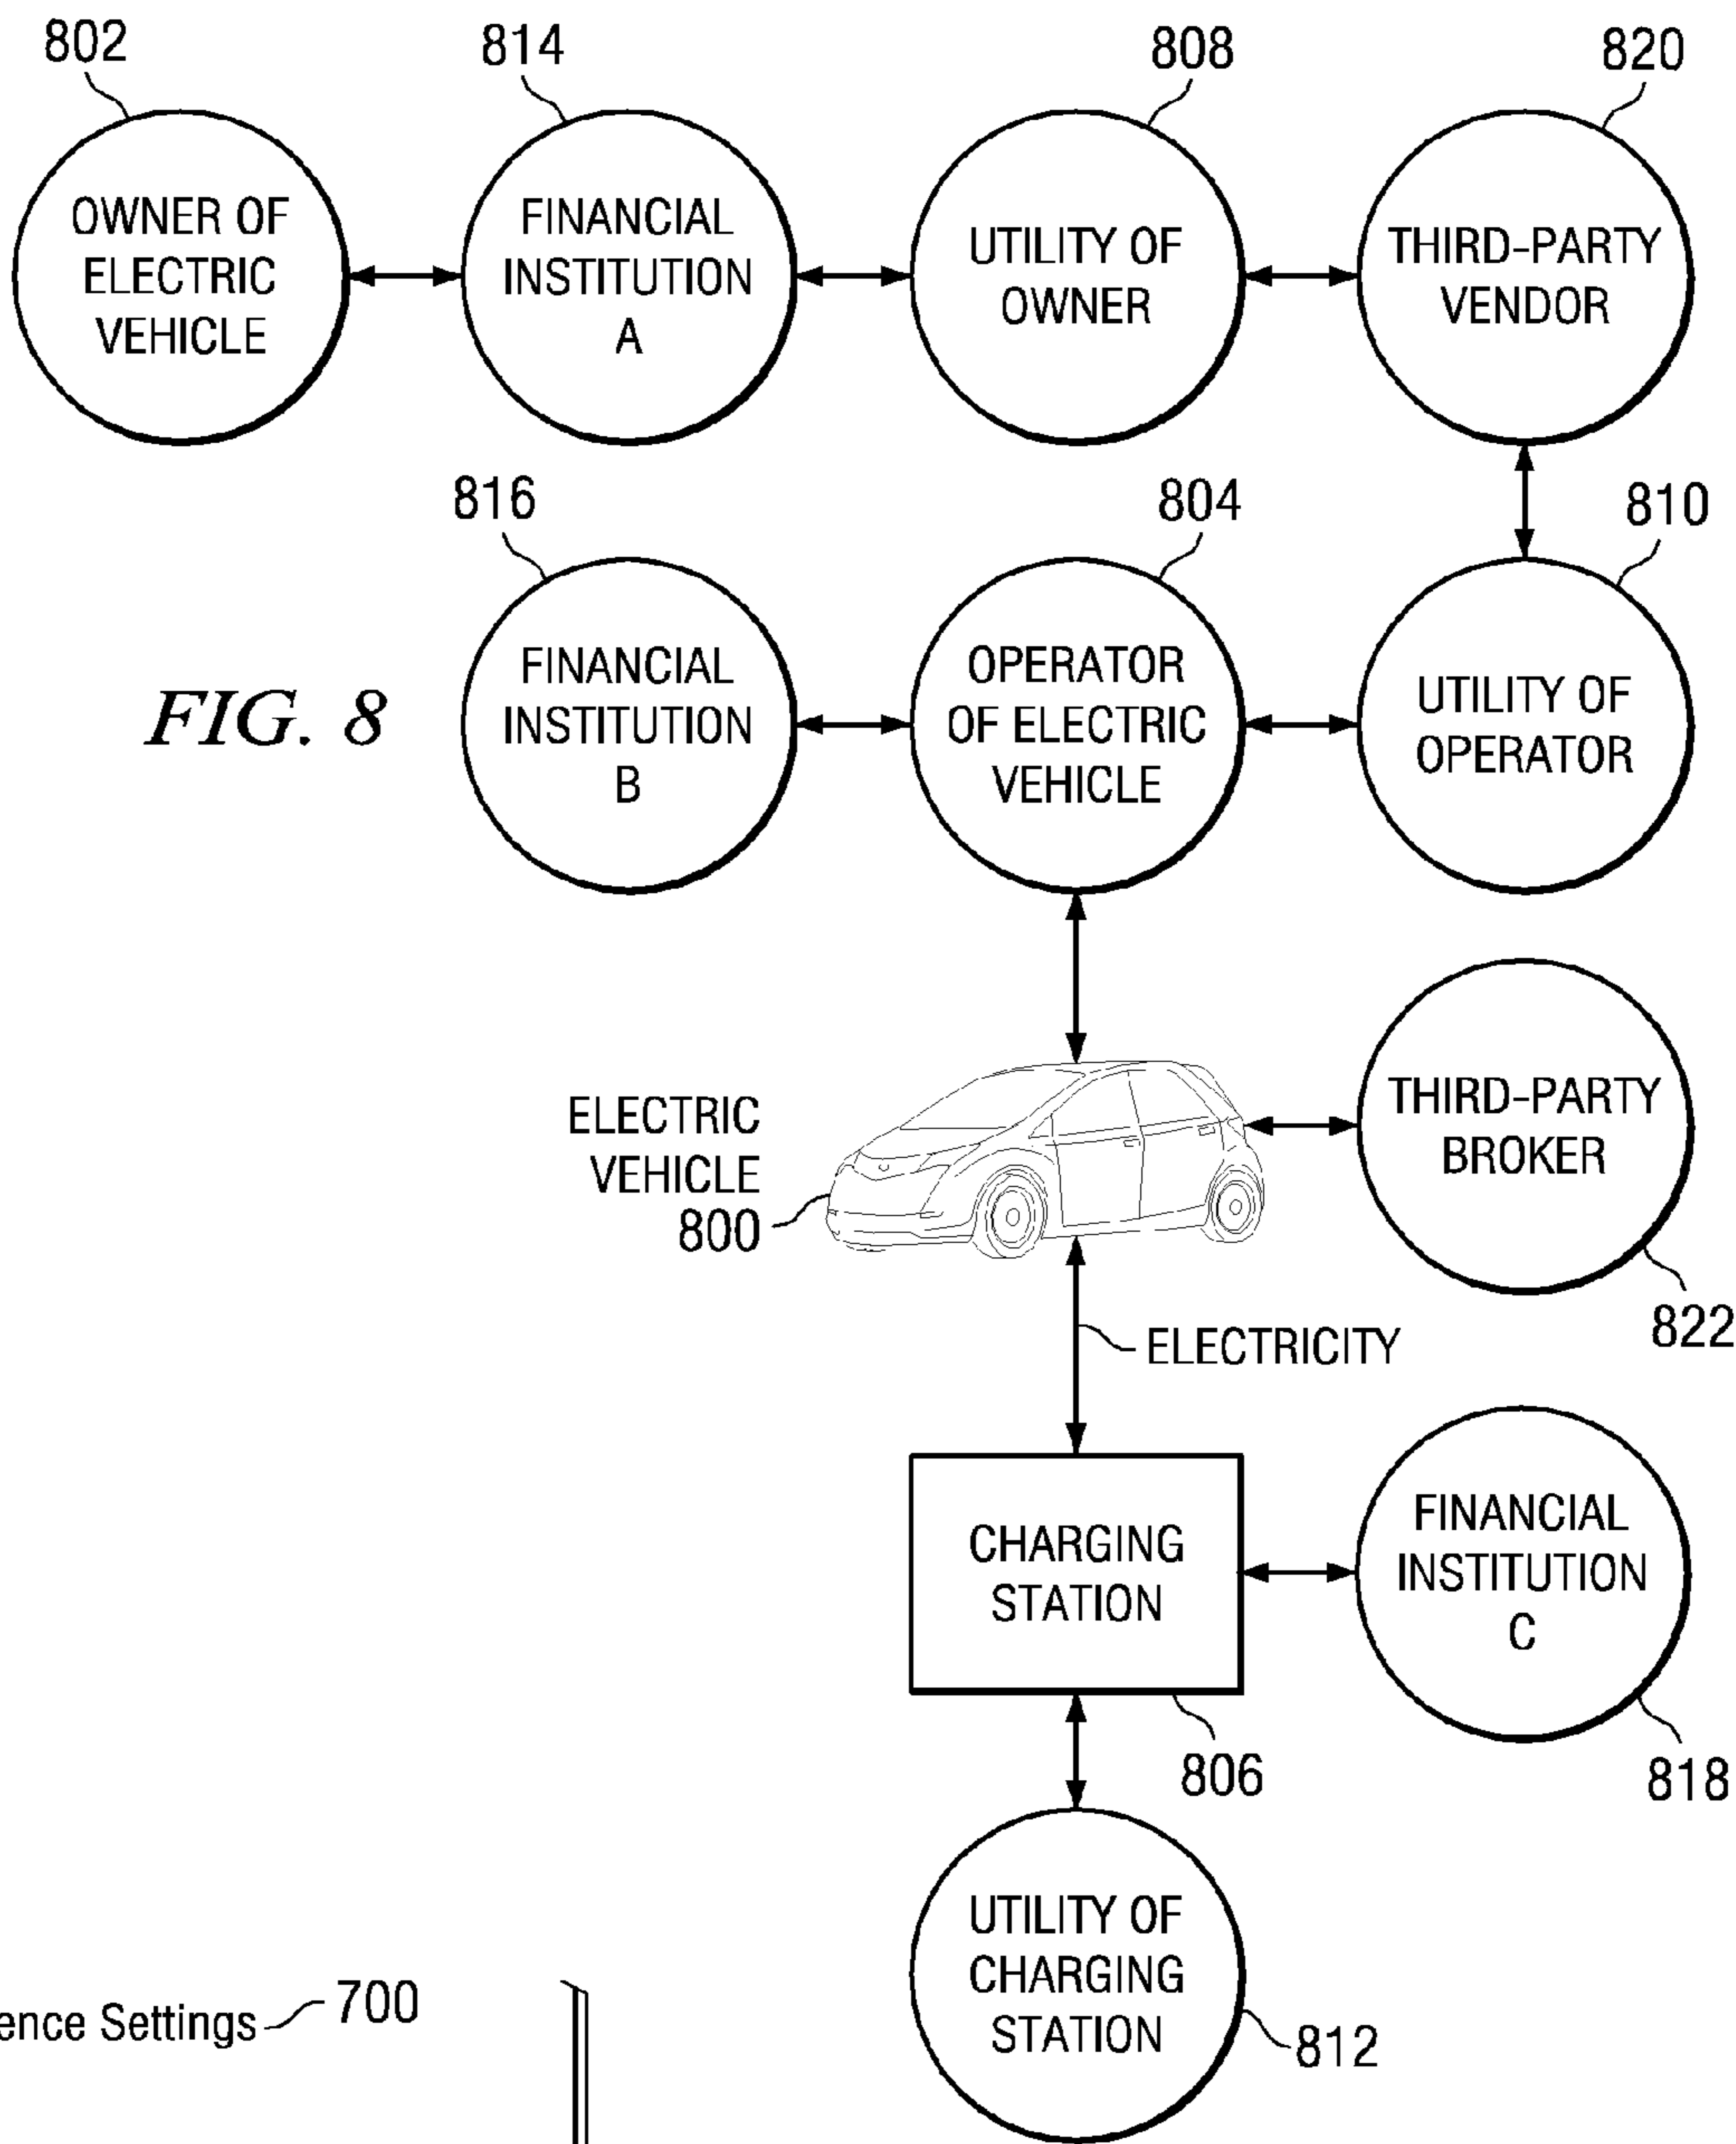 802
814
808
820
OWNER OF
ELECTRIC
VEHICLE
FINANCIAL
INSTITUTION
A
UTILITY OF
OWNER
THIRD-PARTY
VENDOR
816
804
810
FIG. 8
FINANCIAL
INSTITUTION
B
OPERATOR
OF ELECTRIC
VEHICLE
UTILITY OF
OPERATOR
ELECTRIC
VEHICLE
800
THIRD-PARTY
BROKER
822
ELECTRICITY
CHARGING
STATION
FINANCIAL
INSTITUTION
C
806
818
UTILITY OF
CHARGING
STATION
812
Settings 700